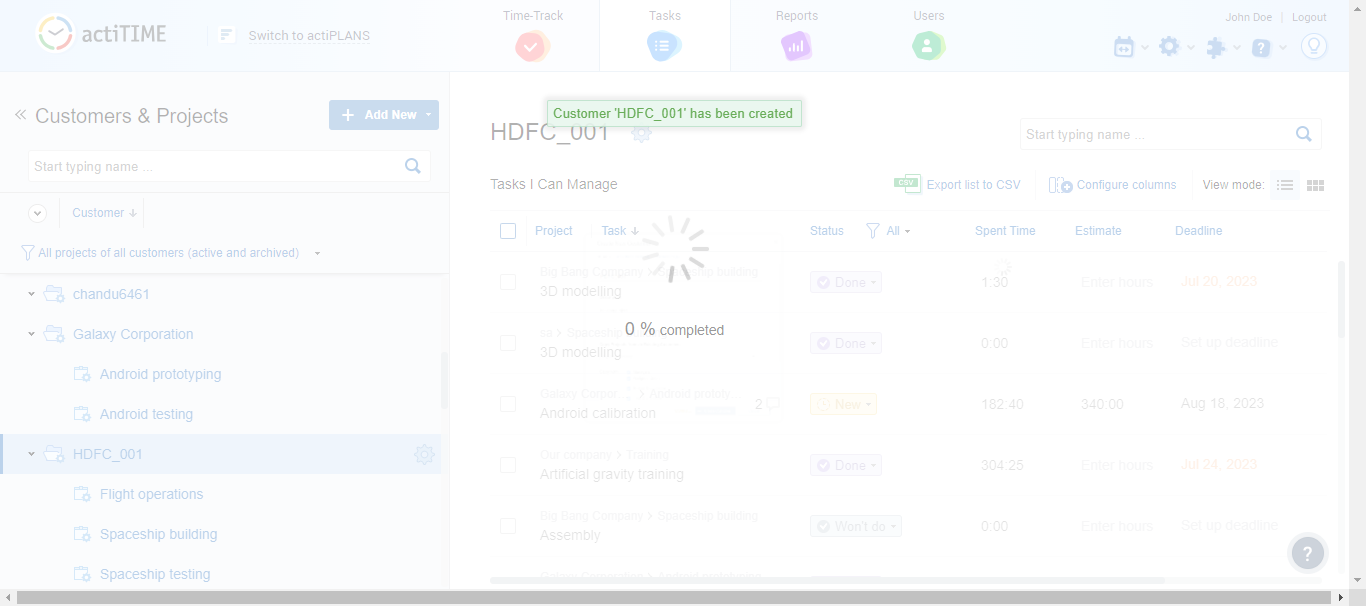 actiTIME
Switch to actiPLANS
Time-Track
Tasks
Reports
Users
John Doe | Logout
Customers & Projects
+ Add New
Start typing name ...
Customer ↓
All projects of all customers (active and archived)
chandu6461
Galaxy Corporation
Android prototyping
Android testing
HDFC_001
Flight operations
Spaceship building
Spaceship testing
Customer 'HDFC_001' has been created
HDFC_001
Start typing name ...
Tasks I Can Manage
CSV Export list to CSV
Configure columns
View mode:
Project Task ↓ Status All Spent Time Estimate Deadline
Big Bang Company > Spaceship building
3D modelling Done 1:30 Enter hours Jul 20, 2023
0 % completed
3D modelling Done 0:00 Enter hours Set up deadline
Galaxy Corpor... > Android prototy...
Android calibration 2 New 182:40 340:00 Aug 18, 2023
Our company > Training
Artificial gravity training Done 304:25 Enter hours Jul 24, 2023
Big Bang Company > Spaceship building
Assembly Won't do 0:00 Enter hours Set up deadline
?